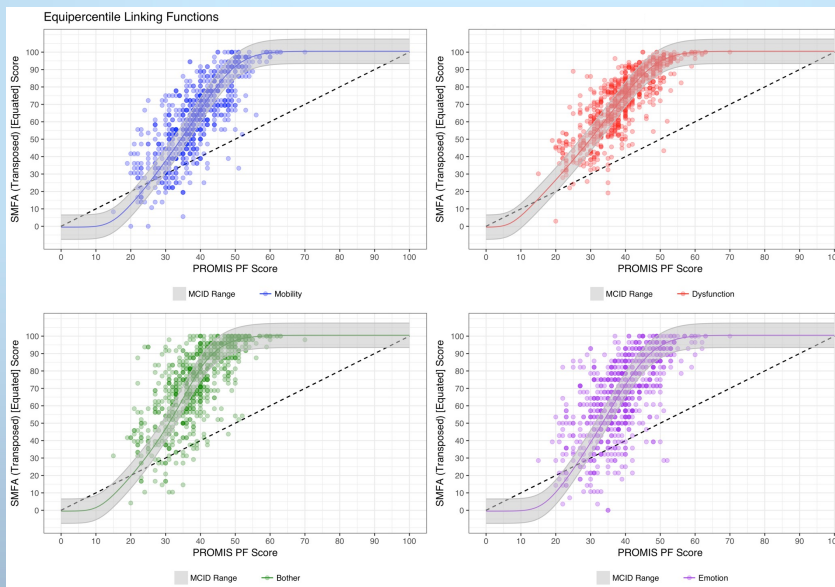 Equipercentile Linking Functions
SMFA (Transposed) [Equated] Score
100
90
80
70
60
50
40
30
20
10
0
0 10 20 30 40 50 60 70 80 90 100
PROMIS PF Score
MCID Range Mobility
SMFA (Transposed) [Equated] Score
100
90
80
70
60
50
40
30
20
10
0
0 10 20 30 40 50 60 70 80 90 100
PROMIS PF Score
MCID Range Dysfunction
SMFA (Transposed) [Equated] Score
100
90
80
70
60
50
40
30
20
10
0
0 10 20 30 40 50 60 70 80 90 100
PROMIS PF Score
MCID Range Bother
SMFA (Transposed) [Equated] Score
100
90
80
70
60
50
40
30
20
10
0
0 10 20 30 40 50 60 70 80 90 100
PROMIS PF Score
MCID Range Emotion